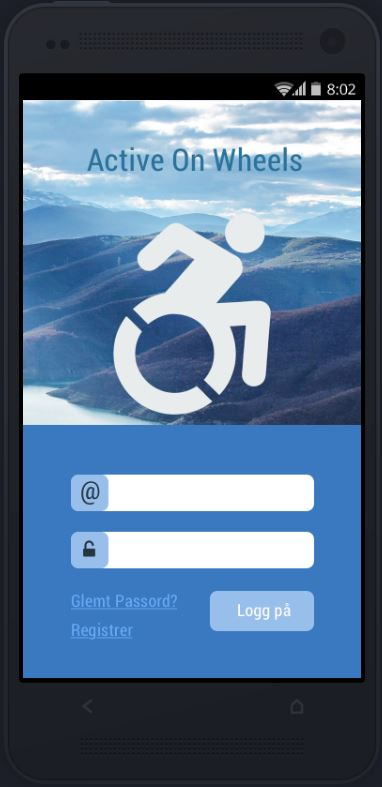 8:02
Active On Wheels
@
Glemt Passord?
Logg på
Registrer